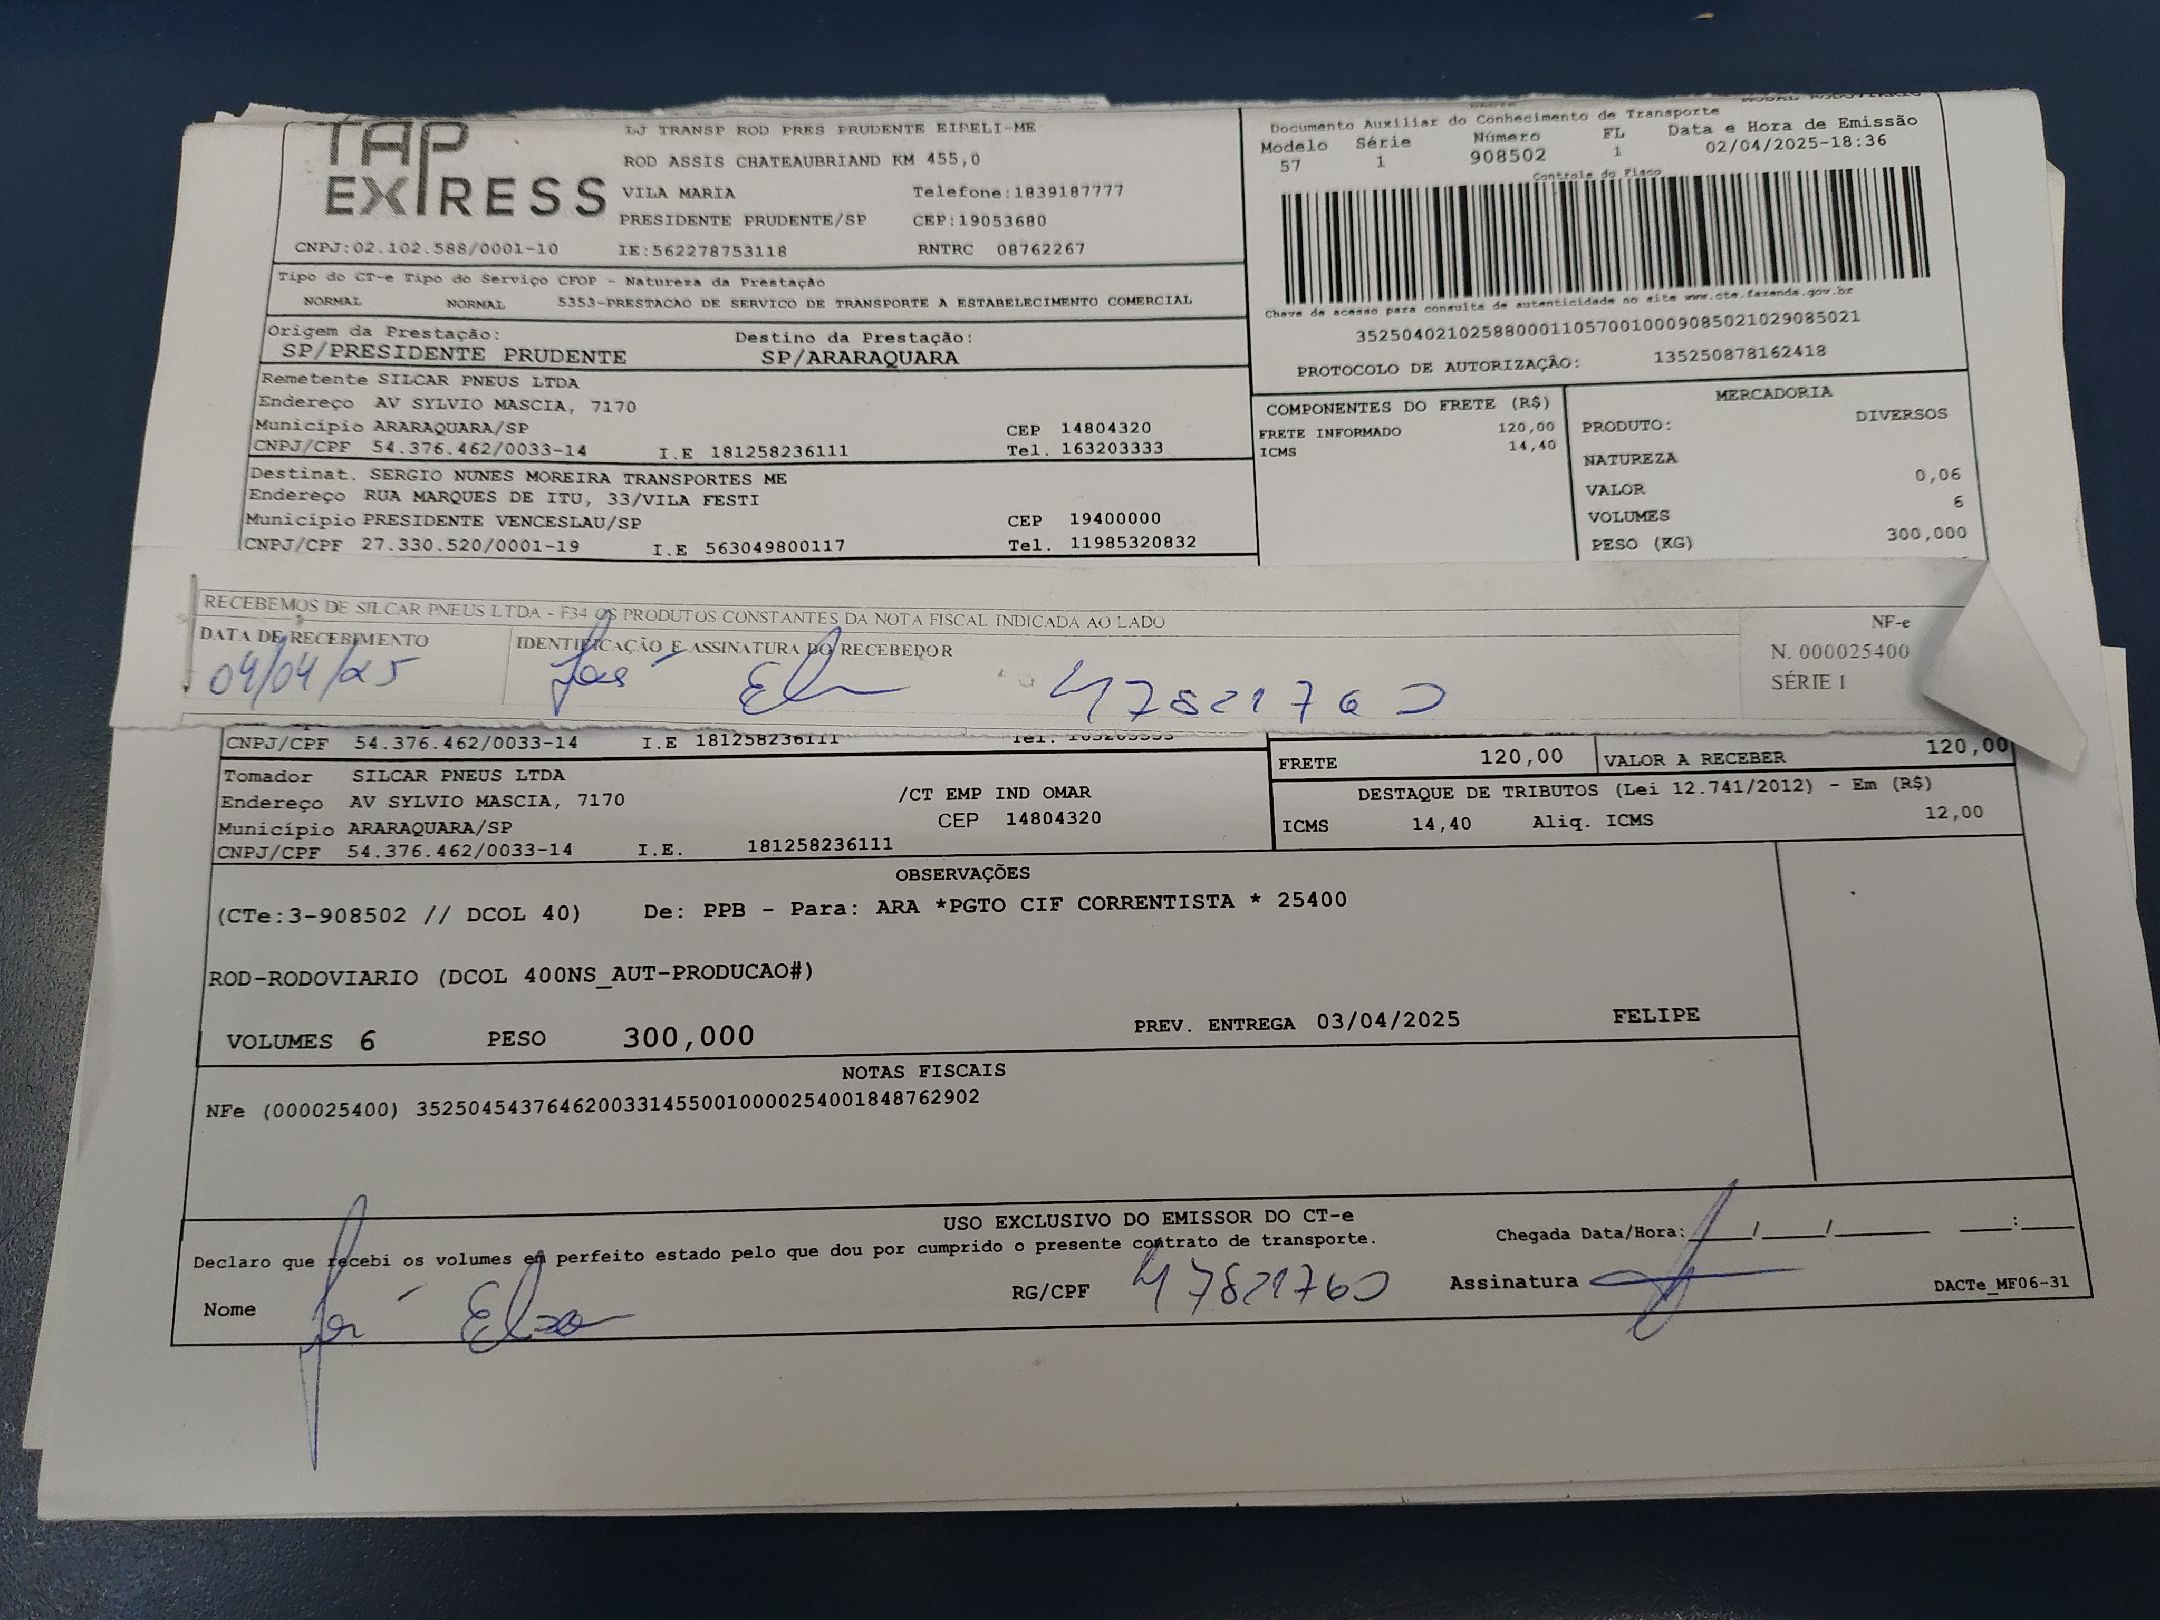 TAP EXPRESS
LJ TRANSP ROD PRES PRUDENTE EIRELI-ME
ROD ASSIS CHATEAUBRIAND KM 455,0
VILA MARIA Telefone:1839187777
PRESIDENTE PRUDENTE/SP CEP:19053680
CNPJ:02.102.588/0001-10 IE:562278753118 RNTRC 08762267
Documento Auxiliar do Conhecimento de Transporte
Modelo Série Número FL Data e Hora de Emissão
57 1 908502 1 02/04/2025-18:36
Controle do Fisco
Chave de acesso para consulta de autenticidade no site www.cte.fazenda.gov.br
35250402102588000110570010009085021029085021
PROTOCOLO DE AUTORIZAÇÃO: 135250878162418
Tipo do CT-e Tipo do Serviço CFOP - Natureza da Prestação
NORMAL NORMAL 5353-PRESTACAO DE SERVICO DE TRANSPORTE A ESTABELECIMENTO COMERCIAL
Origem da Prestação: Destino da Prestação:
SP/PRESIDENTE PRUDENTE SP/ARARAQUARA
Remetente SILCAR PNEUS LTDA
Endereço AV SYLVIO MASCIA, 7170
Município ARARAQUARA/SP CEP 14804320
CNPJ/CPF 54.376.462/0033-14 I.E 181258236111 Tel. 163203333
Destinat. SERGIO NUNES MOREIRA TRANSPORTES ME
Endereço RUA MARQUES DE ITU, 33/VILA FESTI
Município PRESIDENTE VENCESLAU/SP CEP 19400000
CNPJ/CPF 27.330.520/0001-19 I.E 563049800117 Tel. 11985320832
COMPONENTES DO FRETE (R$)
FRETE INFORMADO 120,00
ICMS 14,40
MERCADORIA
PRODUTO: DIVERSOS
NATUREZA
VALOR 0,06
VOLUMES 6
PESO (KG) 300,000
RECEBEMOS DE SILCAR PNEUS LTDA - F34 OS PRODUTOS CONSTANTES DA NOTA FISCAL INDICADA AO LADO
DATA DE RECEBIMENTO IDENTIFICAÇÃO E ASSINATURA DO RECEBEDOR
04/04/25 José 47821760
NF-e
N. 000025400
SÉRIE 1
CNPJ/CPF 54.376.462/0033-14 I.E 181258236111 Tel. 163203333
FRETE 120,00 VALOR A RECEBER 120,00
Tomador SILCAR PNEUS LTDA
Endereço AV SYLVIO MASCIA, 7170 /CT EMP IND OMAR
Município ARARAQUARA/SP CEP 14804320
CNPJ/CPF 54.376.462/0033-14 I.E. 181258236111
DESTAQUE DE TRIBUTOS (Lei 12.741/2012) - Em (R$)
ICMS 14,40 Aliq. ICMS 12,00
OBSERVAÇÕES
(CTe:3-908502 // DCOL 40) De: PPB - Para: ARA *PGTO CIF CORRENTISTA * 25400
ROD-RODOVIARIO (DCOL 400NS_AUT-PRODUCAO#)
VOLUMES 6 PESO 300,000 PREV. ENTREGA 03/04/2025 FELIPE
NOTAS FISCAIS
NFe (000025400) 35250454376462003314550010000254001848762902
USO EXCLUSIVO DO EMISSOR DO CT-e
Declaro que recebi os volumes em perfeito estado pelo que dou por cumprido o presente contrato de transporte.
Chegada Data/Hora: ____/____/______ ___:___
Nome José RG/CPF 47821760 Assinatura
DACTe_MF06-31